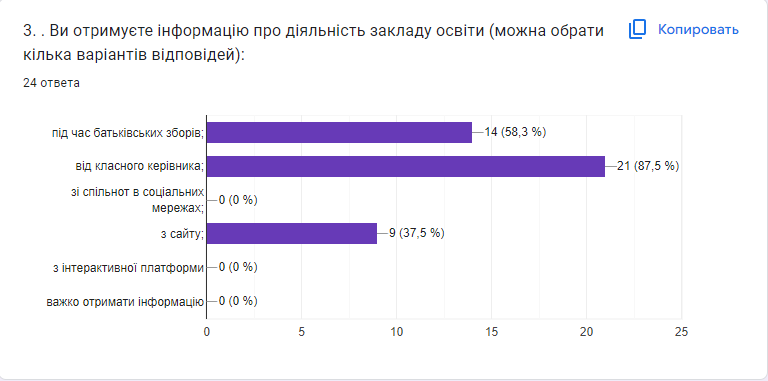 3. . Ви отримуєте інформацію про діяльність закладу освіти (можна обрати
кілька варіантів відповідей):
Копировать
24 ответа
під час батьківських зборів;
14 (58,3 %)
від класного керівника;
21 (87,5 %)
зі спільнот в соціальних
мережах;
0 (0 %)
з сайту;
9 (37,5 %)
з інтерактивної платформи
0 (0 %)
важко отримати інформацію
0 (0 %)
0 5 10 15 20 25